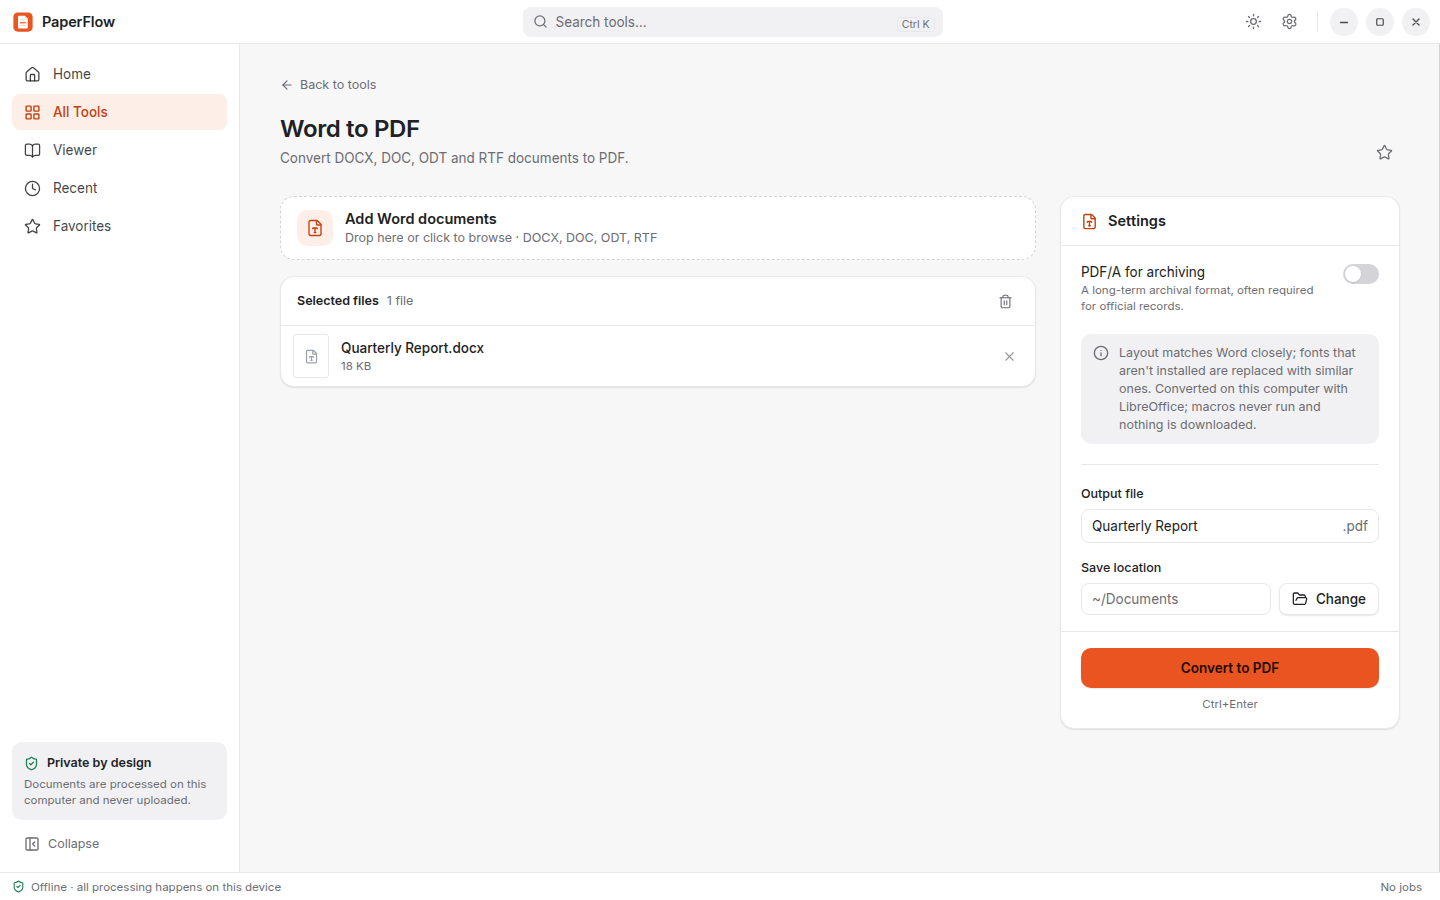 PaperFlow
Search tools...
Ctrl K
Home
All Tools
Viewer
Recent
Favorites
Back to tools
Word to PDF
Convert DOCX, DOC, ODT and RTF documents to PDF.
Add Word documents
Drop here or click to browse · DOCX, DOC, ODT, RTF
Selected files 1 file
Quarterly Report.docx
18 KB
Settings
PDF/A for archiving
A long-term archival format, often required
for official records.
Layout matches Word closely; fonts that
aren't installed are replaced with similar
ones. Converted on this computer with
LibreOffice; macros never run and
nothing is downloaded.
Output file
Quarterly Report .pdf
Save location
~/Documents
Change
Convert to PDF
Ctrl+Enter
Private by design
Documents are processed on this
computer and never uploaded.
Collapse
Offline · all processing happens on this device
No jobs